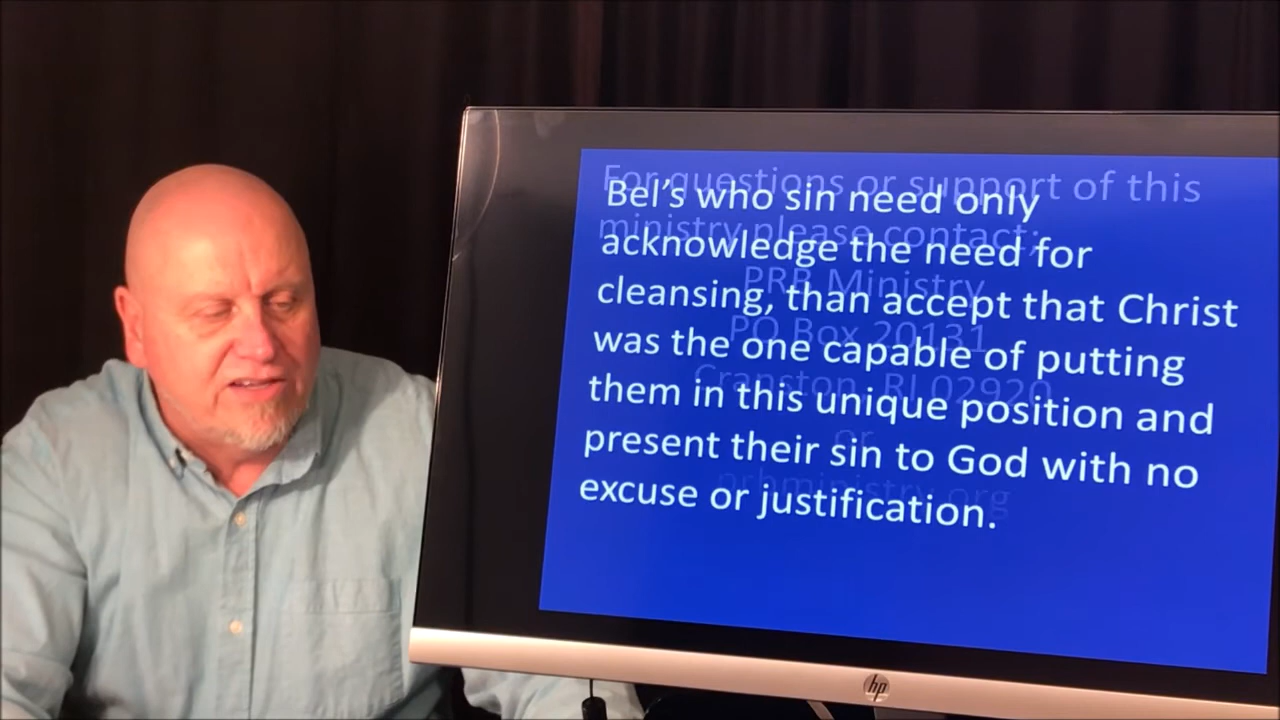 Bel's who sin need only
acknowledge the need for
cleansing, than accept that Christ
was the one capable of putting
them in this unique position and
present their sin to God with no
excuse or justification.
For questions or support of this
ministry please contact;
PRB Ministry
PO Box 20131
Cranston, RI 02920
or
prbministry.org
hp